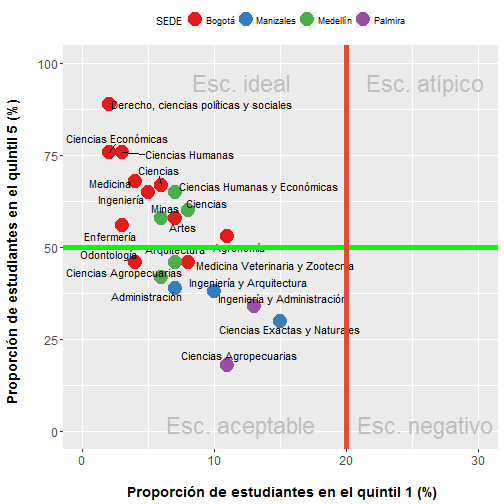 SEDE Bogotá Manizales Medellín Palmira
Proporción de estudiantes en el quintil 5 (%)
100
75
50
25
0
Esc. ideal
Esc. atípico
Derecho, ciencias políticas y sociales
Ciencias Económicas
Ciencias Humanas
Ciencias
Medicina
Ciencias Humanas y Económicas
Ingeniería
Ciencias
Minas
Artes
Enfermería
Agronomía
Arquitectura
Odontología
Medicina Veterinaria y Zootecnia
Ciencias Agropecuarias
Ingeniería y Arquitectura
Administración
Ingeniería y Administración
Ciencias Exactas y Naturales
Ciencias Agropecuarias
Esc. aceptable
Esc. negativo
0
10
20
30
Proporción de estudiantes en el quintil 1 (%)